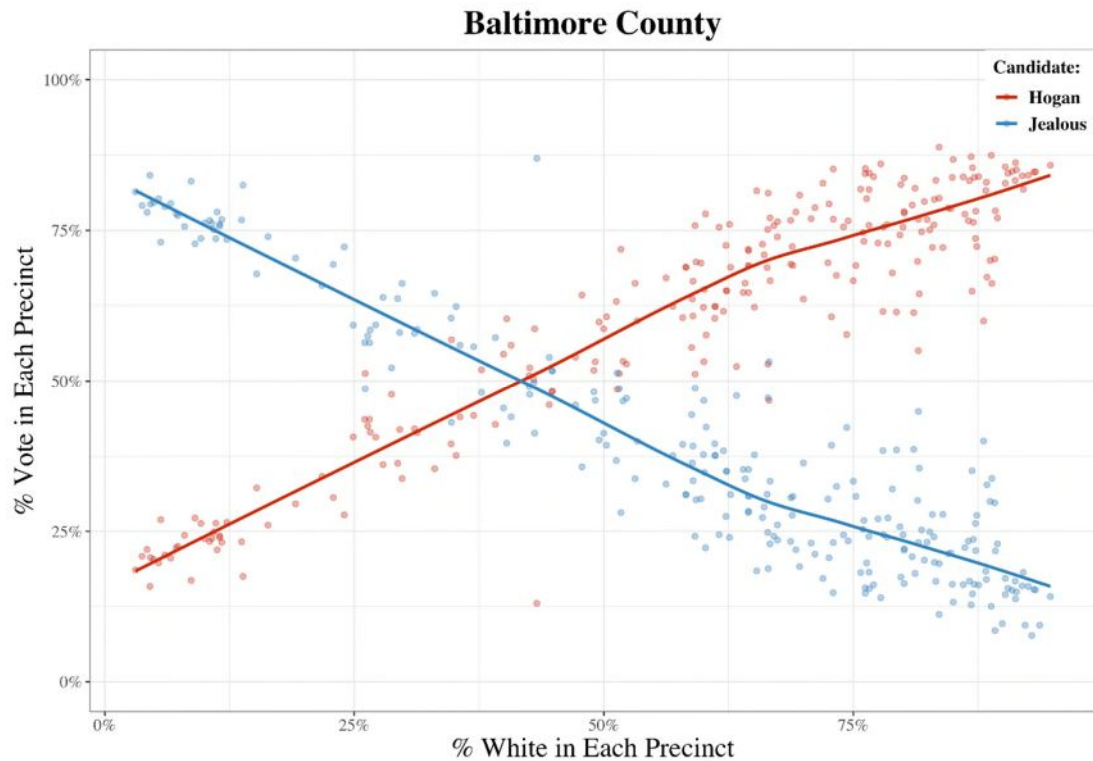 Baltimore County
Candidate:
Hogan
Jealous
100%
75%
50%
25%
0%
% Vote in Each Precinct
0%
25%
50%
75%
% White in Each Precinct